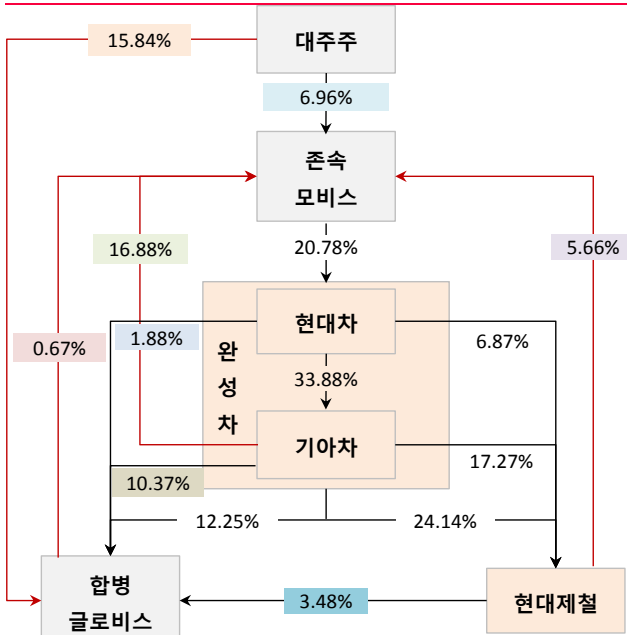 15.84%
대주주
6.96%
존속
모비스
16.88%
20.78%
5.66%
현대차
0.67%
1.88%
6.87%
완
성
차
33.88%
기아차
10.37%
17.27%
12.25%
24.14%
합병
글로비스
3.48%
현대제철